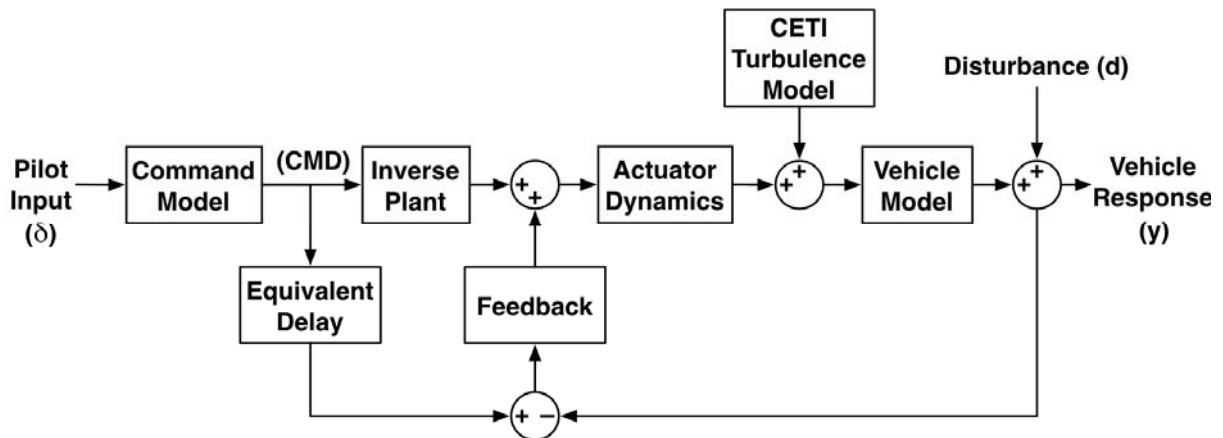 CETI
Turbulence
Model
Disturbance (d)
Pilot
Input
(δ)
Command
Model
(CMD)
Inverse
Plant
+
+
Actuator
Dynamics
+
+
Vehicle
Model
+
+
Vehicle
Response
(y)
Equivalent
Delay
Feedback
+ −